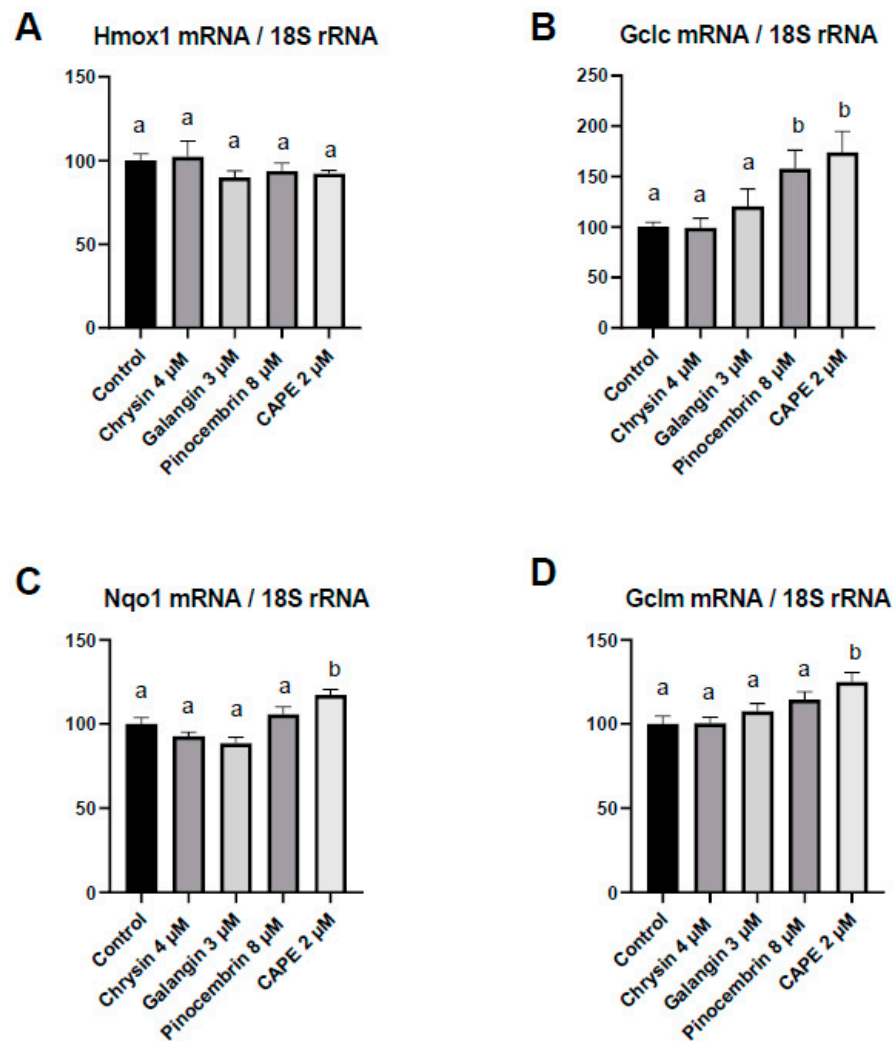 A
Hmox1 mRNA / 18S rRNA
150
100
50
0
a
a
a
a
a
Control
Chrysin 4 µM
Galangin 3 µM
Pinocembrin 8 µM
CAPE 2 µM
B
Gclc mRNA / 18S rRNA
250
200
150
100
50
0
a
a
a
b
b
Control
Chrysin 4 µM
Galangin 3 µM
Pinocembrin 8 µM
CAPE 2 µM
C
Nqo1 mRNA / 18S rRNA
150
100
50
0
a
a
a
a
b
Control
Chrysin 4 µM
Galangin 3 µM
Pinocembrin 8 µM
CAPE 2 µM
D
Gclm mRNA / 18S rRNA
150
100
50
0
a
a
a
a
b
Control
Chrysin 4 µM
Galangin 3 µM
Pinocembrin 8 µM
CAPE 2 µM